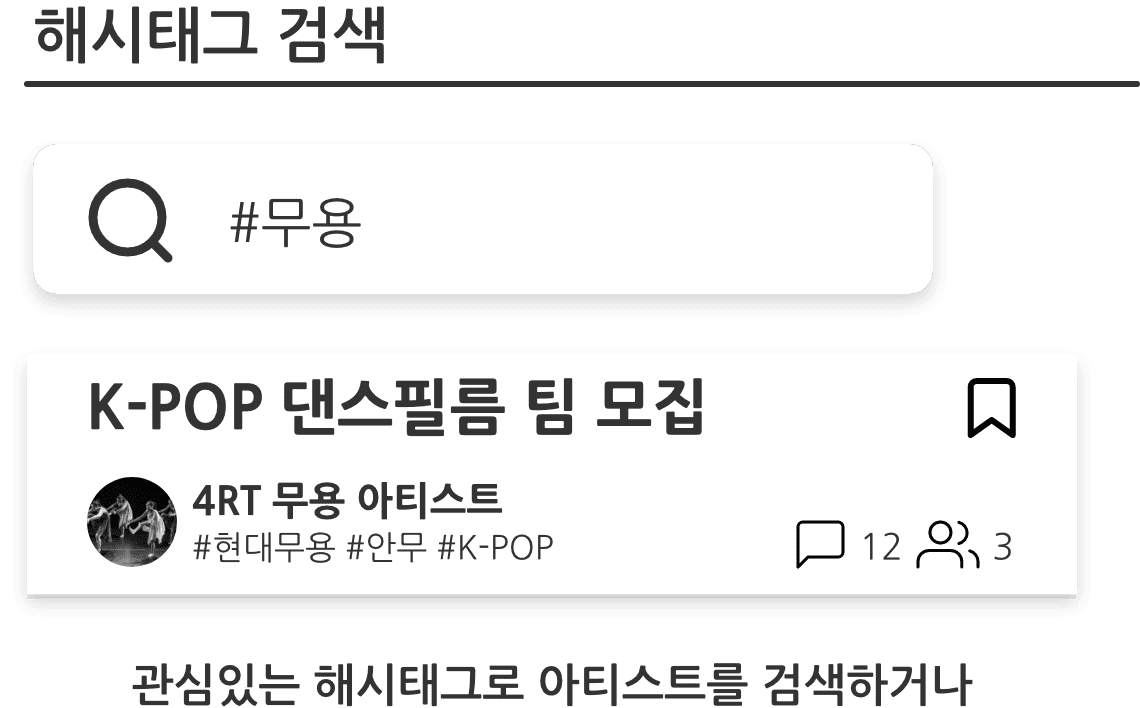 해시태그 검색
#무용
K-POP 댄스필름 팀 모집
4RT 무용 아티스트
#현대무용 #안무 #K-POP
12 3
관심있는 해시태그로 아티스트를 검색하거나